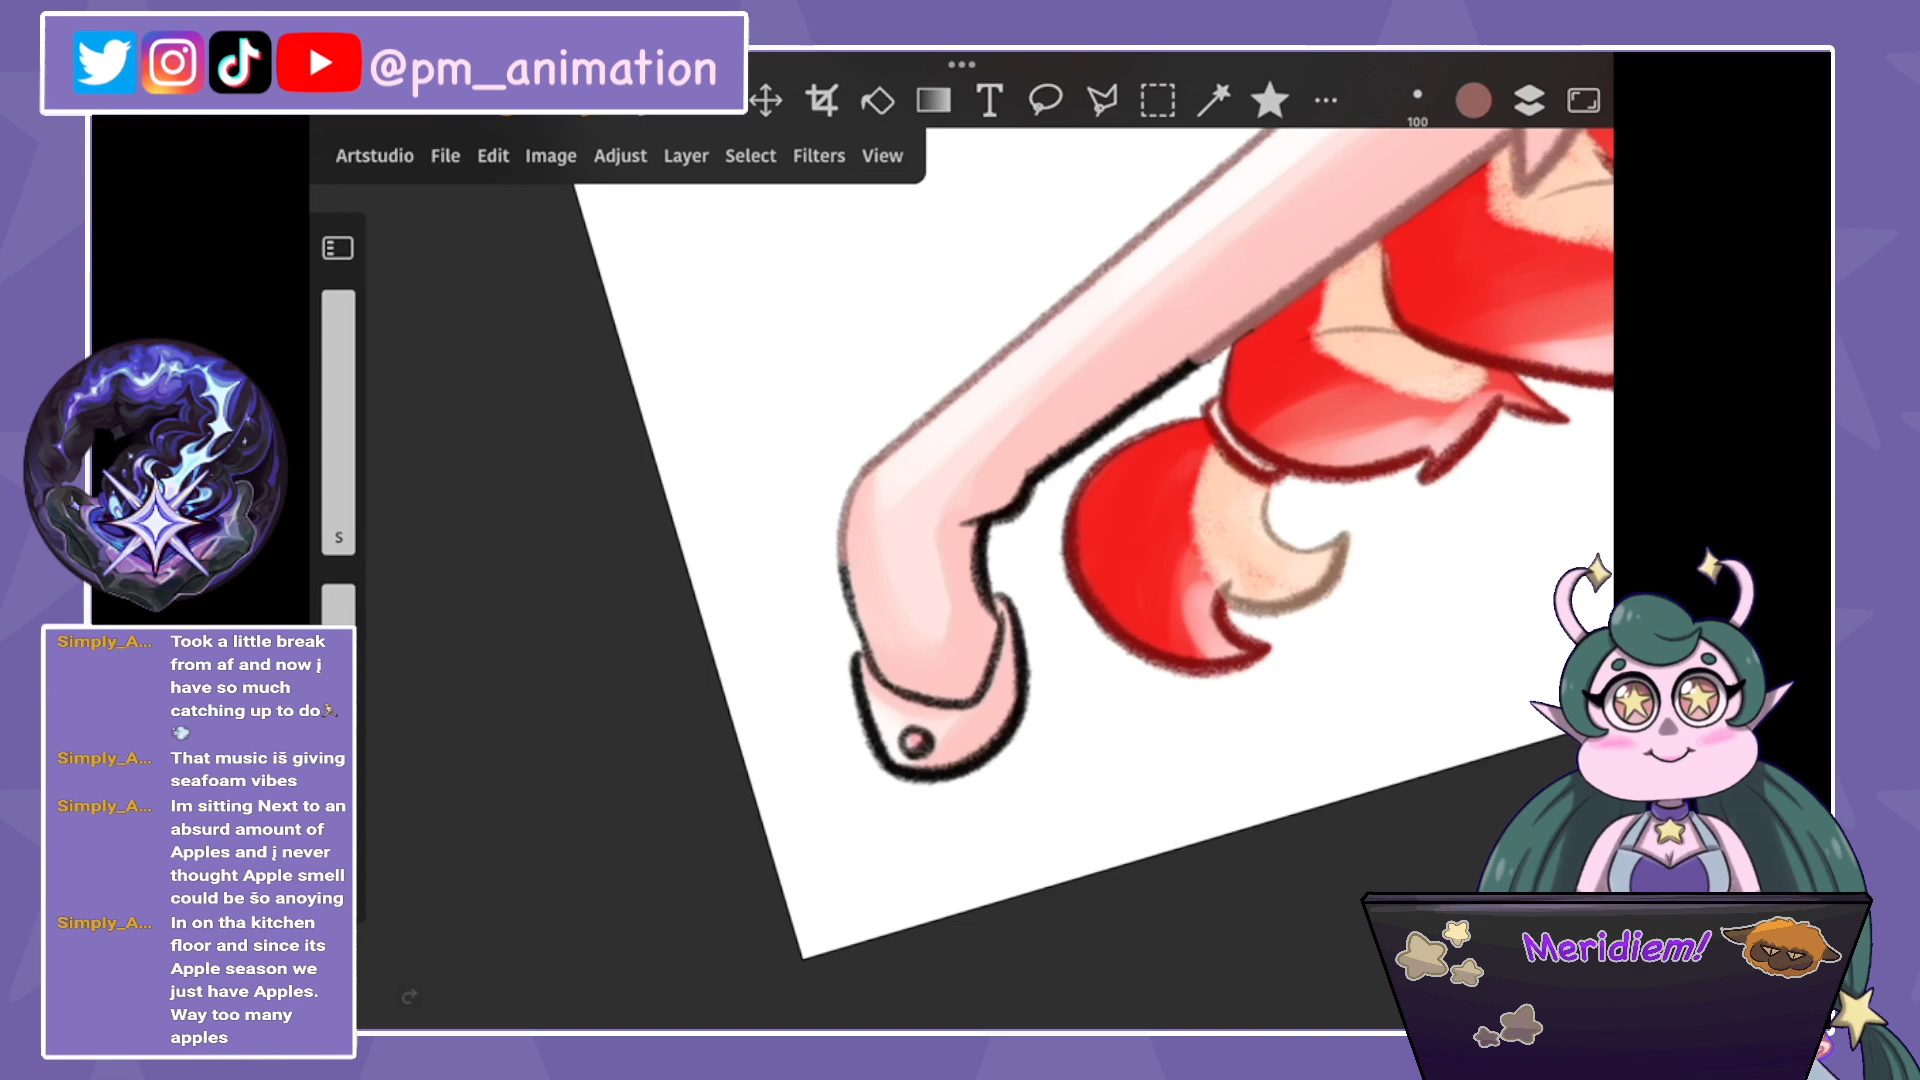 @pm_animation
100
Artstudio File Edit Image Adjust Layer Select Filters View
S
Simply_A... Took a little break
from af and now į
have so much
catching up to do
Simply_A... That music iš giving
seafoam vibes
Simply_A... Im sitting Next to an
absurd amount of
Apples and į never
thought Apple smell
could be šo anoying
Simply_A... In on tha kitchen
floor and since its
Apple season we
just have Apples.
Way too many
apples
Meridiem!